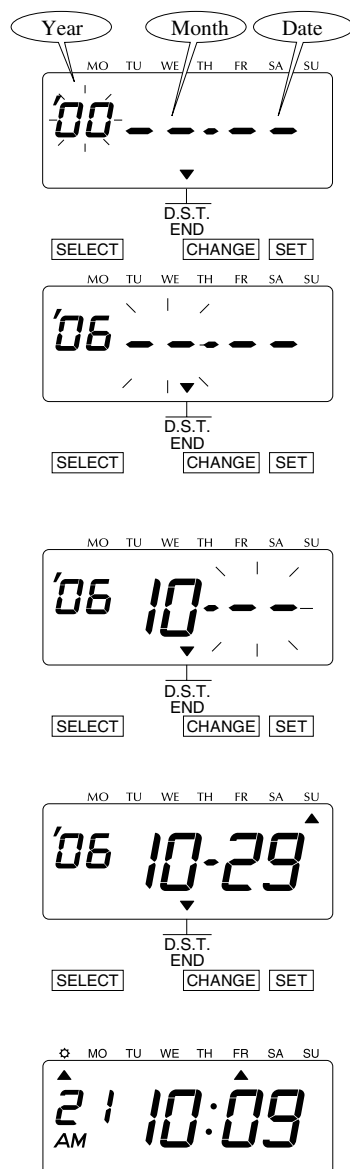 Year Month Date
MO TU WE TH FR SA SU
'00 -- - --
D.S.T.
END
SELECT CHANGE SET
MO TU WE TH FR SA SU
'06 -- - --
D.S.T.
END
SELECT CHANGE SET
MO TU WE TH FR SA SU
'06 10 - --
D.S.T.
END
SELECT CHANGE SET
MO TU WE TH FR SA SU
'06 10-29
D.S.T.
END
SELECT CHANGE SET
MO TU WE TH FR SA SU
21 10:09
AM